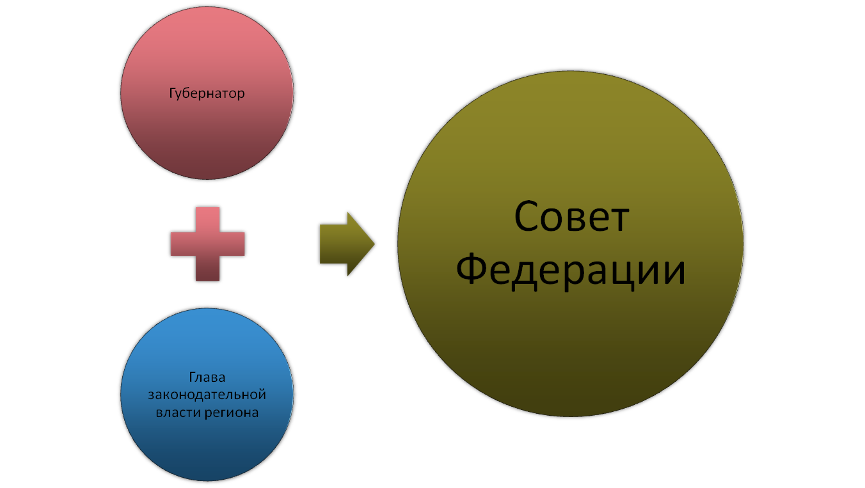 Губернатор
Глава
законодательной
власти региона
Совет
Федерации